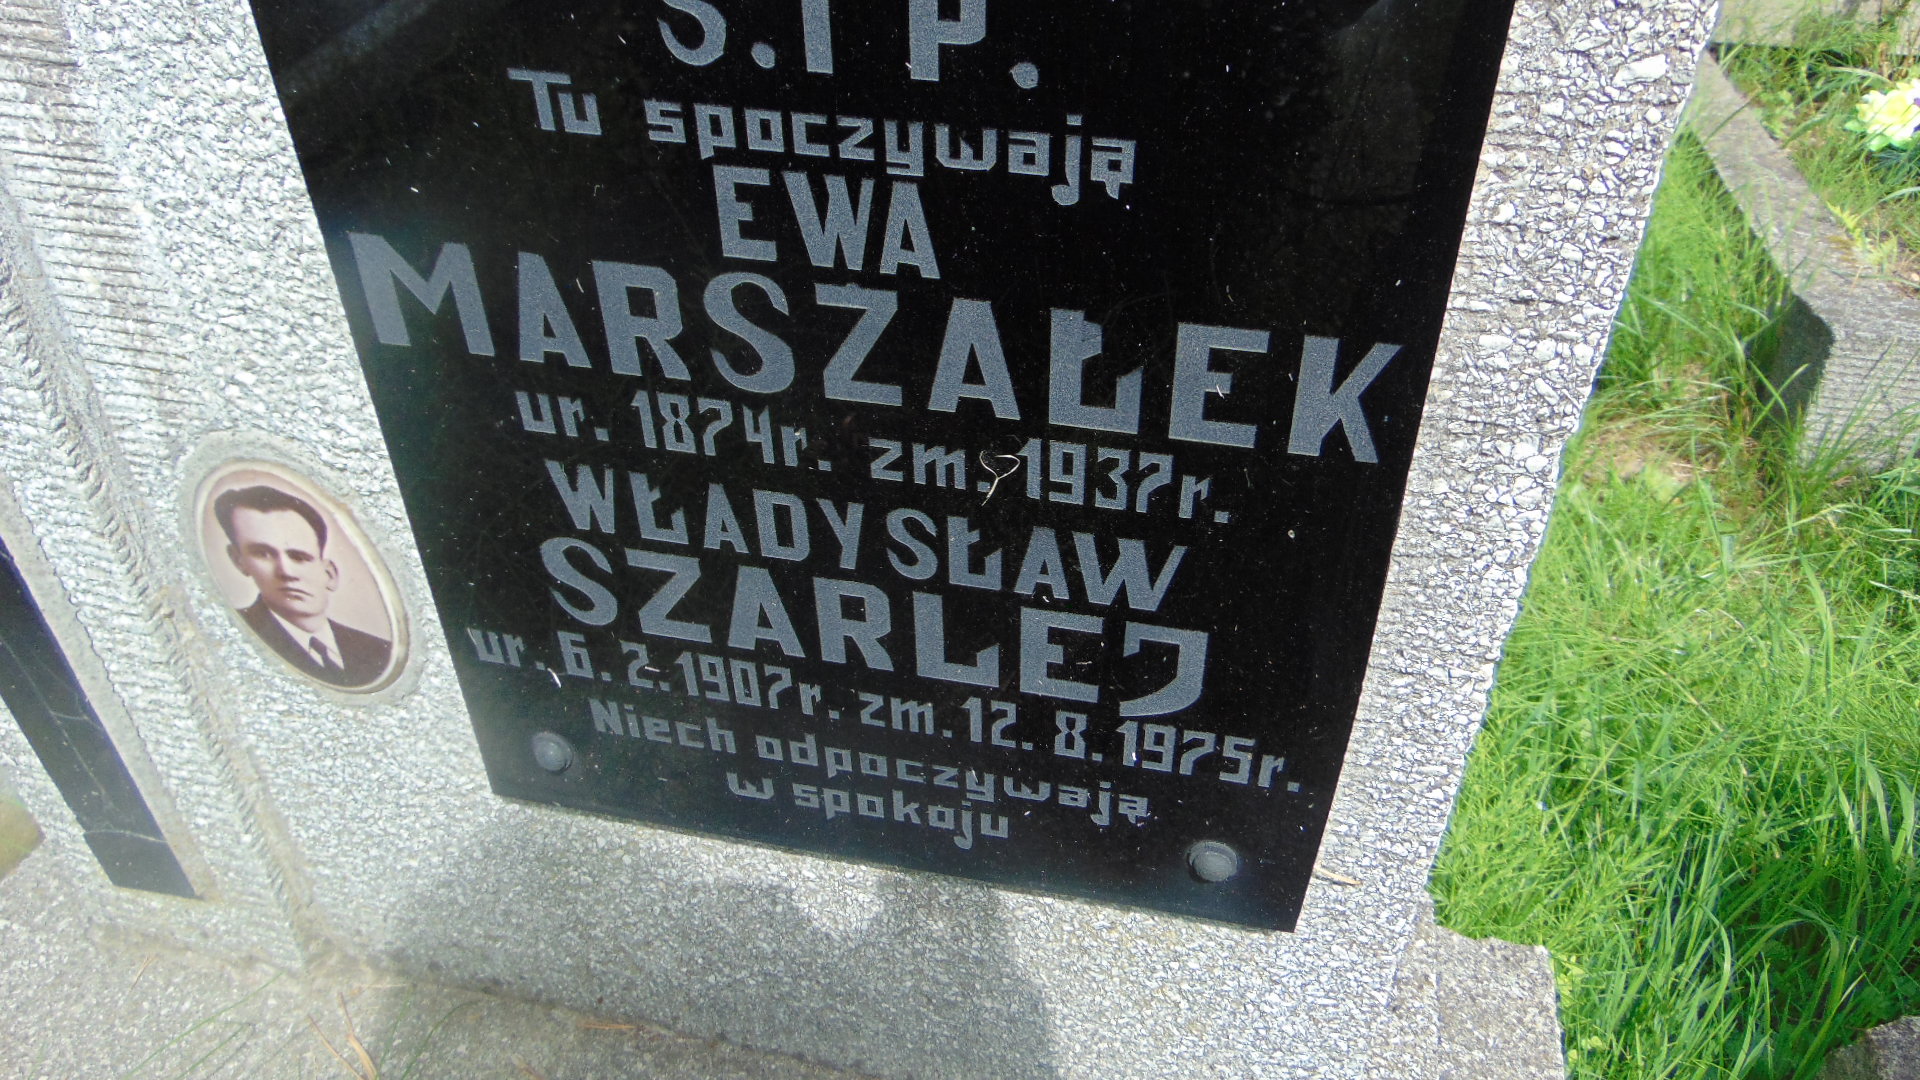 Ś.I P.
Tu spoczywają
EWA
MARSZAŁEK
ur. 1874r. zm. 1937r.
WŁADYSŁAW
SZARLEJ
ur. 6. 2. 1907r. zm. 12. 8. 1975r.
Niech odpoczywają
w spokoju